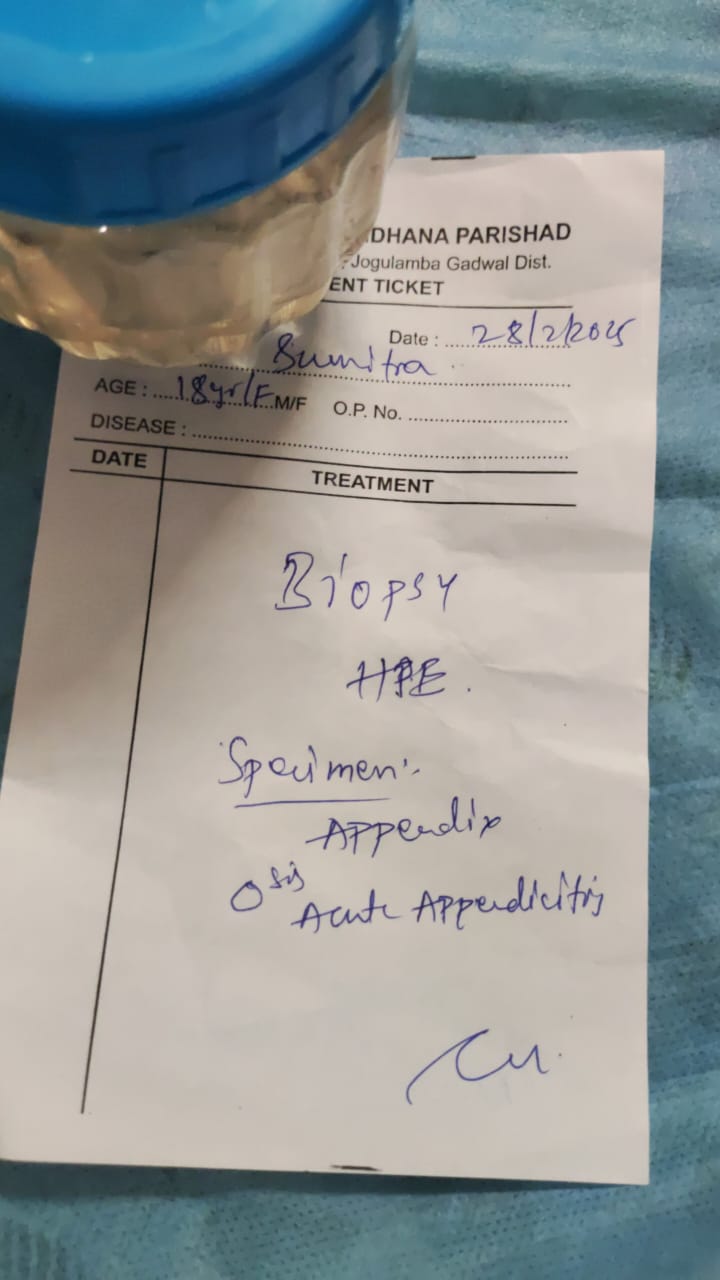 DHANA PARISHAD
Jogulamba Gadwal Dist.
ENT TICKET
Date : 28/2/2025
Sumitra
AGE : 18yr/F M/F O.P. No.
DISEASE :
DATE TREATMENT
Biopsy
HPE.
Specimen:
Appendix
Acute Appendicitis